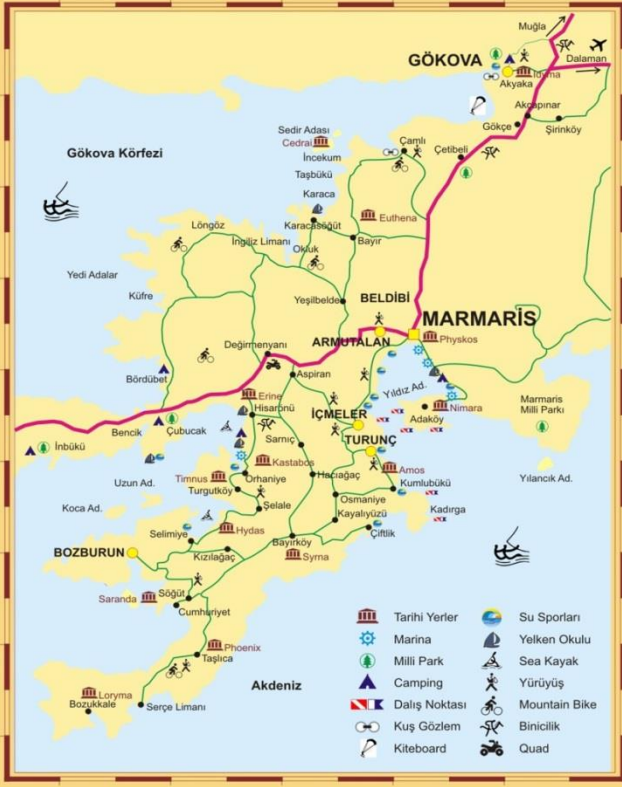 Muğla
GÖKOVA
Dalaman
Idyma
Akyaka
Akçapınar
Gökçe
Şirinköy
Sedir Adası
Cedrai
Çamlı
Çetibeli
Gökova Körfezi
İncekum
Taşbükü
Karaca
Euthena
Karacasöğüt
Löngöz
İngiliz Limanı
Bayır
Okluk
Yedi Adalar
Küfre
Yeşilbelde
BELDİBİ
MARMARİS
ARMUTALAN
Physkos
Değirmenyanı
Bördübet
Aspiran
Yıldız Ad.
Erine
Hisarönü
İÇMELER
Nimara
Adaköy
Marmaris
Milli Parkı
Bencik
Çubucak
İnbükü
Sarnıç
TURUNÇ
Kastabos
Amos
Timnus
Orhaniye
Hacıağaç
Kumlubükü
Yılancık Ad.
Uzun Ad.
Turgutköy
Osmaniye
Kadırga
Koca Ad.
Şelale
Kayalıyüzü
Hydas
Çiftlik
Selimiye
Bayırköy
BOZBURUN
Kızılağaç
Syrna
Saranda
Söğüt
Cumhuriyet
Phoenix
Taşlıca
Akdeniz
Loryma
Bozukkale
Serçe Limanı
Tarihi Yerler
Su Sporları
Marina
Yelken Okulu
Milli Park
Sea Kayak
Camping
Yürüyüş
Dalış Noktası
Mountain Bike
Kuş Gözlem
Binicilik
Kiteboard
Quad